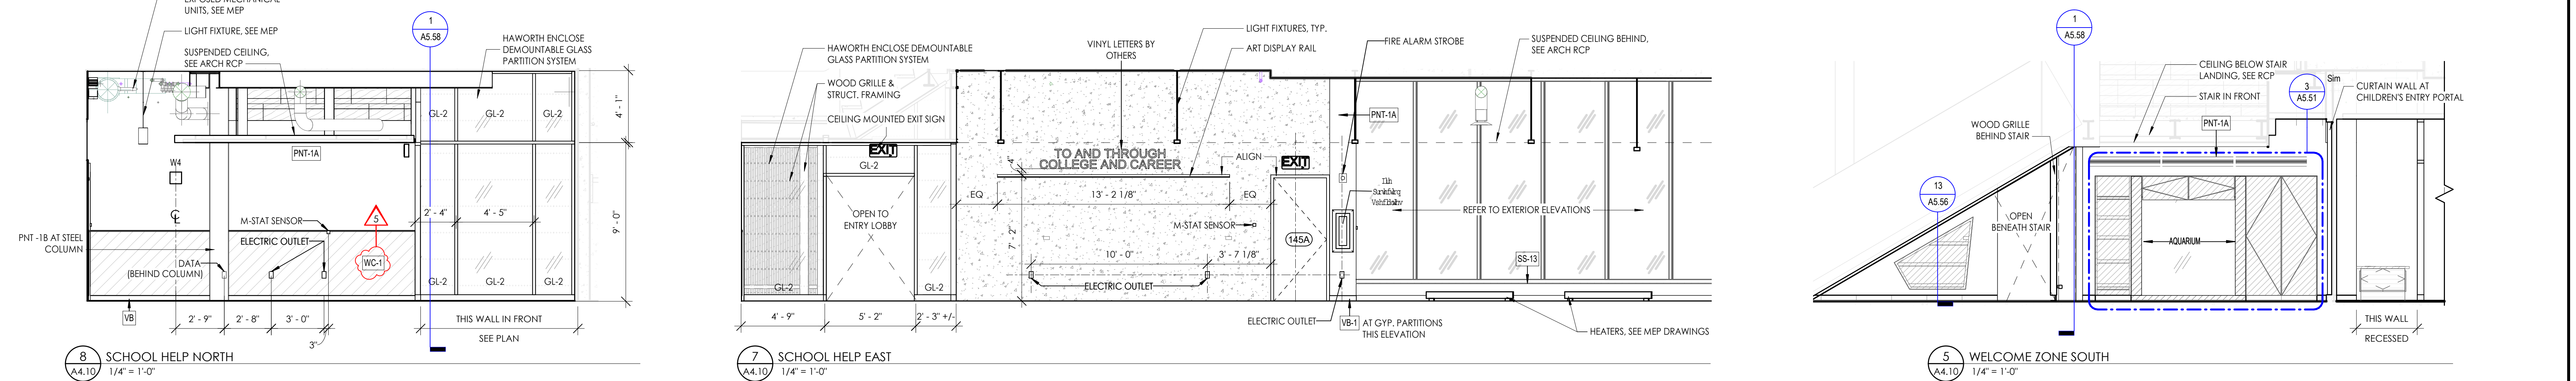 EXPOSED MECHANICAL
UNITS, SEE MEP
LIGHT FIXTURE, SEE MEP
SUSPENDED CEILING,
SEE ARCH RCP
1
A5.58
HAWORTH ENCLOSE
DEMOUNTABLE GLASS
PARTITION SYSTEM
GL-2
GL-2
GL-2
4' - 1"
PNT-1A
W4
CL
M-STAT SENSOR
5
2' - 4"
4' - 5"
9' - 0"
PNT -1B AT STEEL
COLUMN
ELECTRIC OUTLET
DATA
(BEHIND COLUMN)
WC-1
GL-2
GL-2
GL-2
VB
2' - 9"
2' - 8"
3' - 0"
3"
THIS WALL IN FRONT
SEE PLAN
8
A4.10
SCHOOL HELP NORTH
1/4" = 1'-0"
HAWORTH ENCLOSE DEMOUNTABLE
GLASS PARTITION SYSTEM
WOOD GRILLE &
STRUCT. FRAMING
CEILING MOUNTED EXIT SIGN
EXIT
GL-2
VINYL LETTERS BY
OTHERS
LIGHT FIXTURES, TYP.
ART DISPLAY RAIL
FIRE ALARM STROBE
SUSPENDED CEILING BEHIND,
SEE ARCH RCP
PNT-1A
TO AND THROUGH
COLLEGE AND CAREER
4"
ALIGN
EXIT
EQ
13' - 2 1/8"
EQ
REFER TO EXTERIOR ELEVATIONS
OPEN TO
ENTRY LOBBY
7' - 2"
M-STAT SENSOR
145A
10' - 0"
3' - 7 1/8"
SS-13
ELECTRIC OUTLET
GL-2
GL-2
4' - 9"
5' - 2"
2' - 3" +/-
ELECTRIC OUTLET
VB-1
AT GYP. PARTITIONS
THIS ELEVATION
HEATERS, SEE MEP DRAWINGS
7
A4.10
SCHOOL HELP EAST
1/4" = 1'-0"
1
A5.58
CEILING BELOW STAIR
LANDING, SEE RCP
STAIR IN FRONT
3
A5.51
Sim
CURTAIN WALL AT
CHILDREN'S ENTRY PORTAL
WOOD GRILLE
BEHIND STAIR
PNT-1A
13
A5.56
OPEN
BENEATH STAIR
AQUARIUM
THIS WALL
RECESSED
5
A4.10
WELCOME ZONE SOUTH
1/4" = 1'-0"